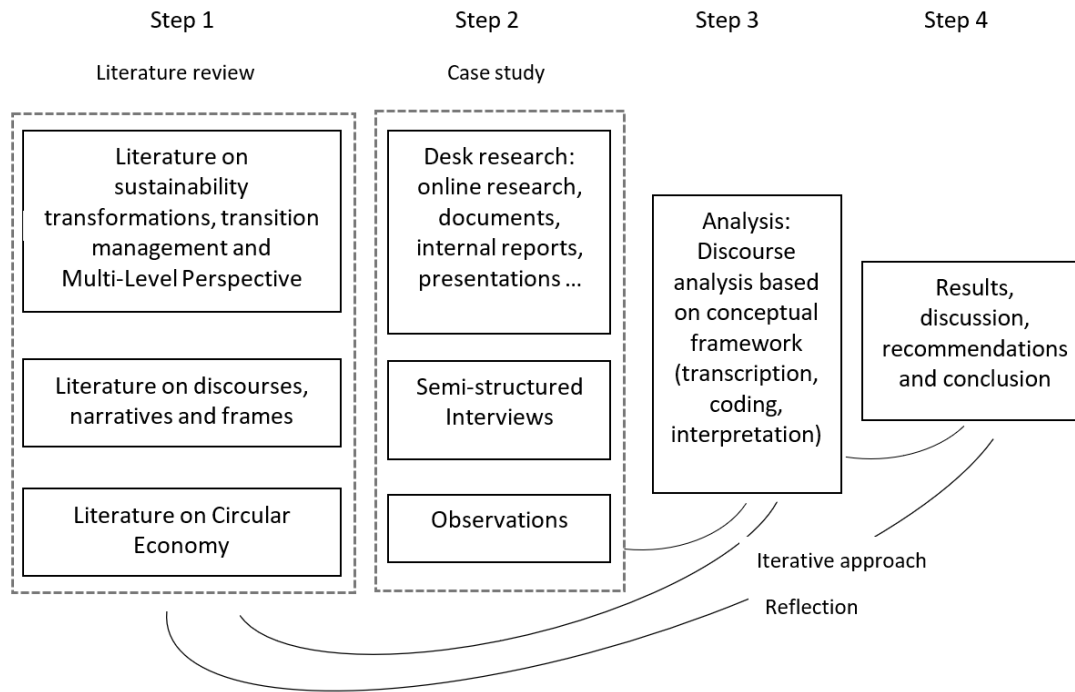 Step 1
Step 2
Step 3
Step 4
Literature review
Case study
Literature on
sustainability
transformations, transition
management and
Multi-Level Perspective
Literature on discourses,
narratives and frames
Literature on Circular
Economy
Desk research:
online research,
documents,
internal reports,
presentations ...
Semi-structured
Interviews
Observations
Analysis:
Discourse
analysis based
on conceptual
framework
(transcription,
coding,
interpretation)
Results,
discussion,
recommendations
and conclusion
Iterative approach
Reflection